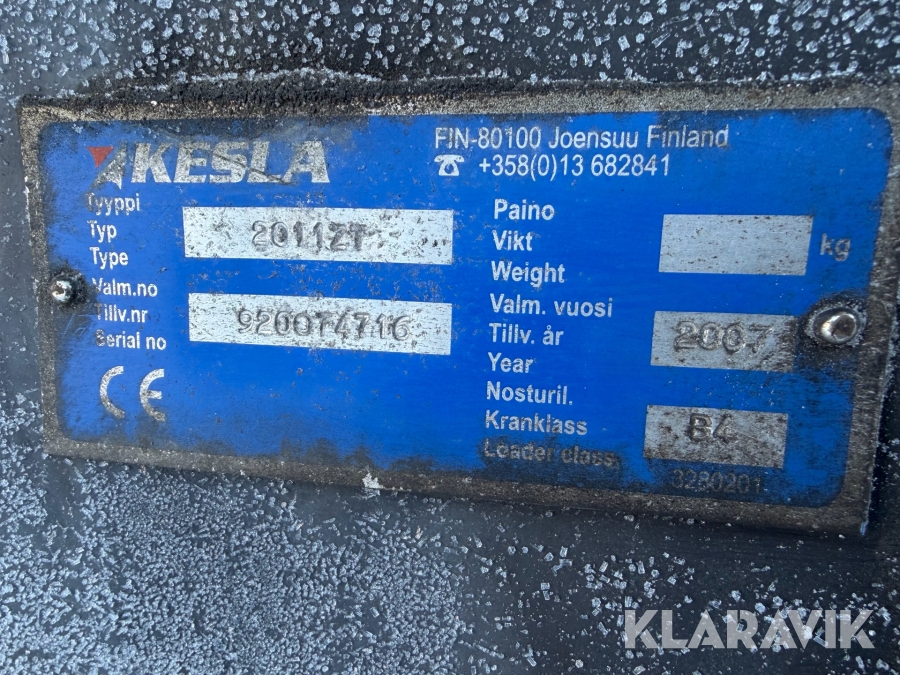 KESLA
FIN-80100 Joensuu Finland
☎ +358(0)13 682841
Tyyppi
Typ
Type
2011ZT
Valm.no
Tillv.nr
Serial no
920074716
CE
Paino
Vikt
Weight
kg
Valm. vuosi
Tillv. år
Year
2007
Nosturil.
Kranklass
Loader class.
B4
3280201
KLARAVIK